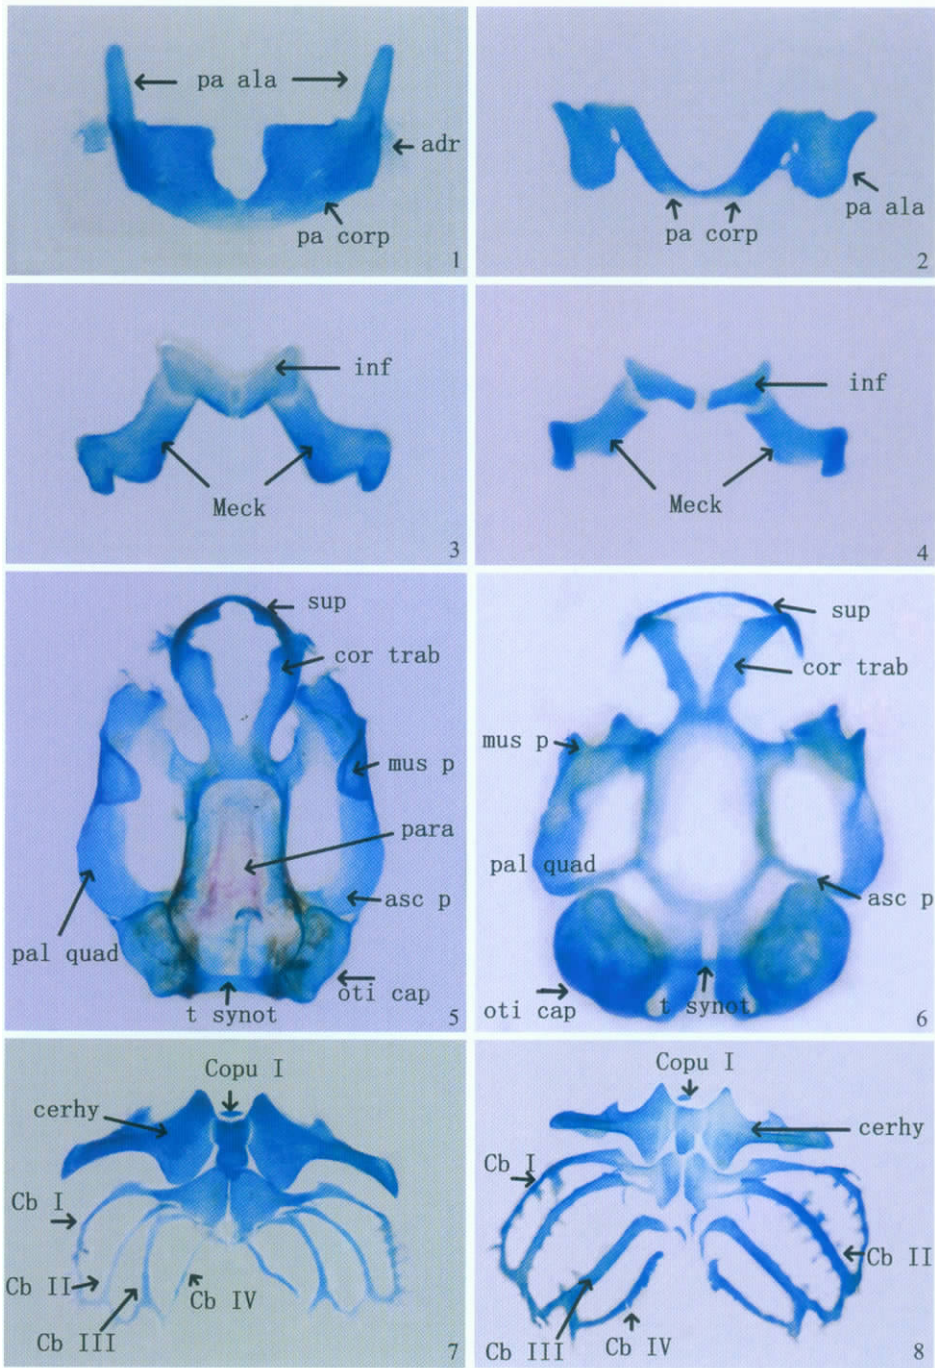 pa ala
adr
pa corp
1
pa ala
pa corp
2
inf
Meck
3
inf
Meck
4
sup
cor trab
mus p
para
asc p
pal quad
oti cap
t synot
5
sup
cor trab
mus p
pal quad
asc p
oti cap
t synot
6
Copu I
cerhy
Cb I
Cb II
Cb III
Cb IV
7
Copu I
cerhy
Cb I
Cb II
Cb III
Cb IV
8